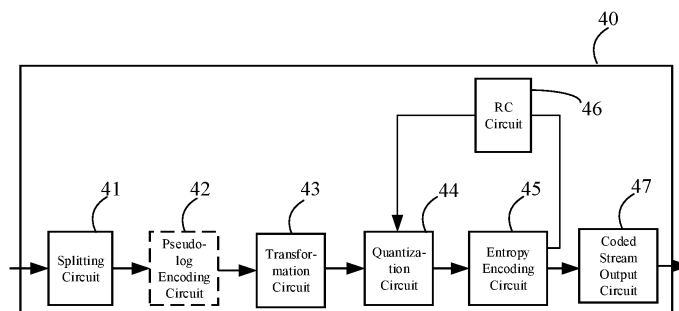 40
RC
Circuit
46
41
42
43
44
45
47
Splitting
Circuit
Pseudo-
log
Encoding
Circuit
Transfor-
mation
Circuit
Quantiza-
tion
Circuit
Entropy
Encoding
Circuit
Coded
Stream
Output
Circuit